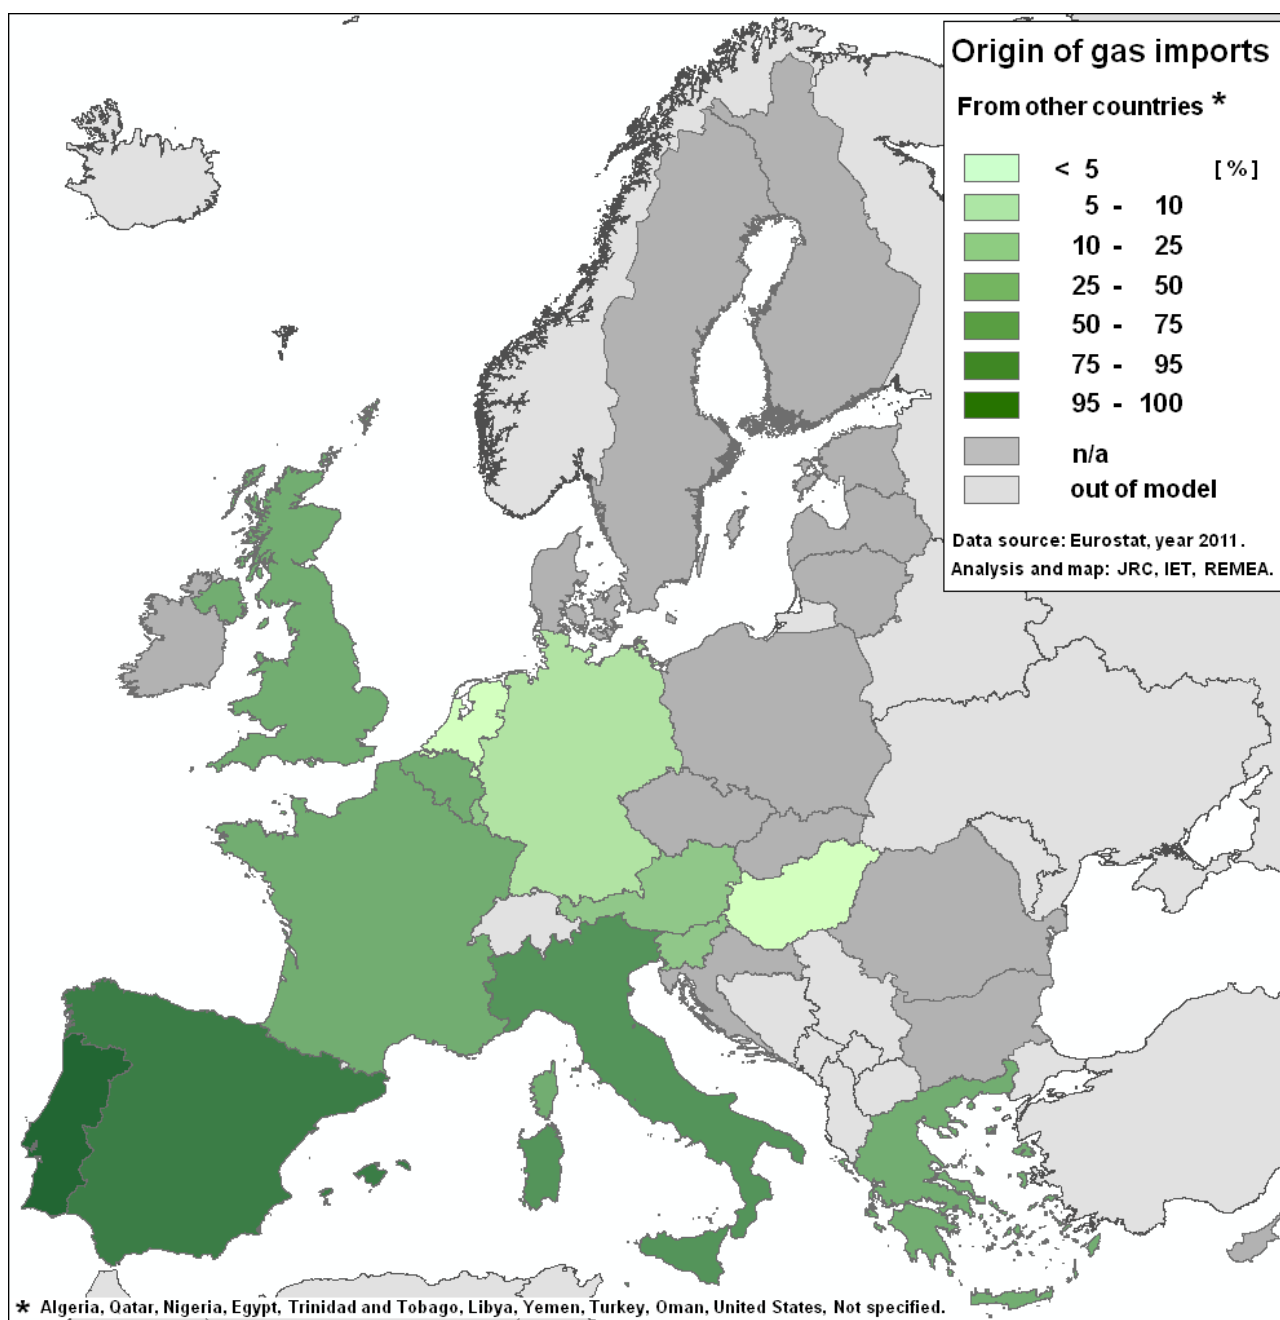 Origin of gas imports
From other countries *
< 5 [%]
5 - 10
10 - 25
25 - 50
50 - 75
75 - 95
95 - 100
n/a
out of model
Data source: Eurostat, year 2011.
Analysis and map: JRC, IET, REMEA.
* Algeria, Qatar, Nigeria, Egypt, Trinidad and Tobago, Libya, Yemen, Turkey, Oman, United States, Not specified.